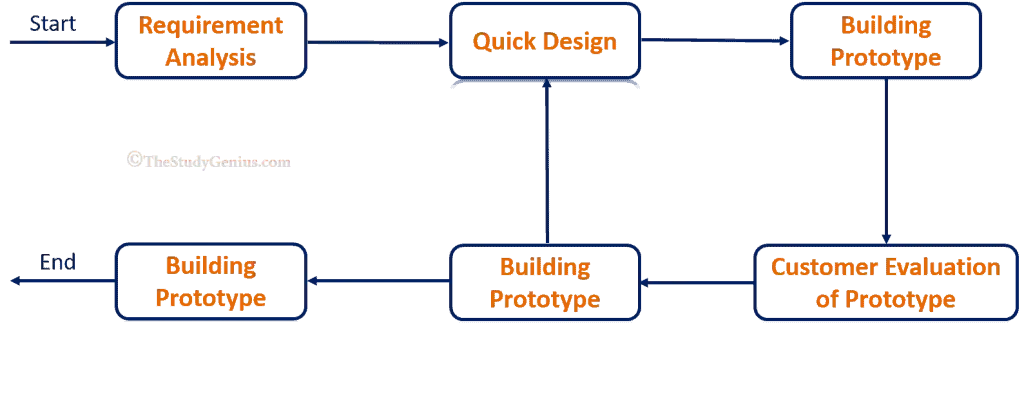 Start
Requirement
Analysis
Quick Design
Building
Prototype
©TheStudyGenius.com
End
Building
Prototype
Building
Prototype
Customer Evaluation
of Prototype